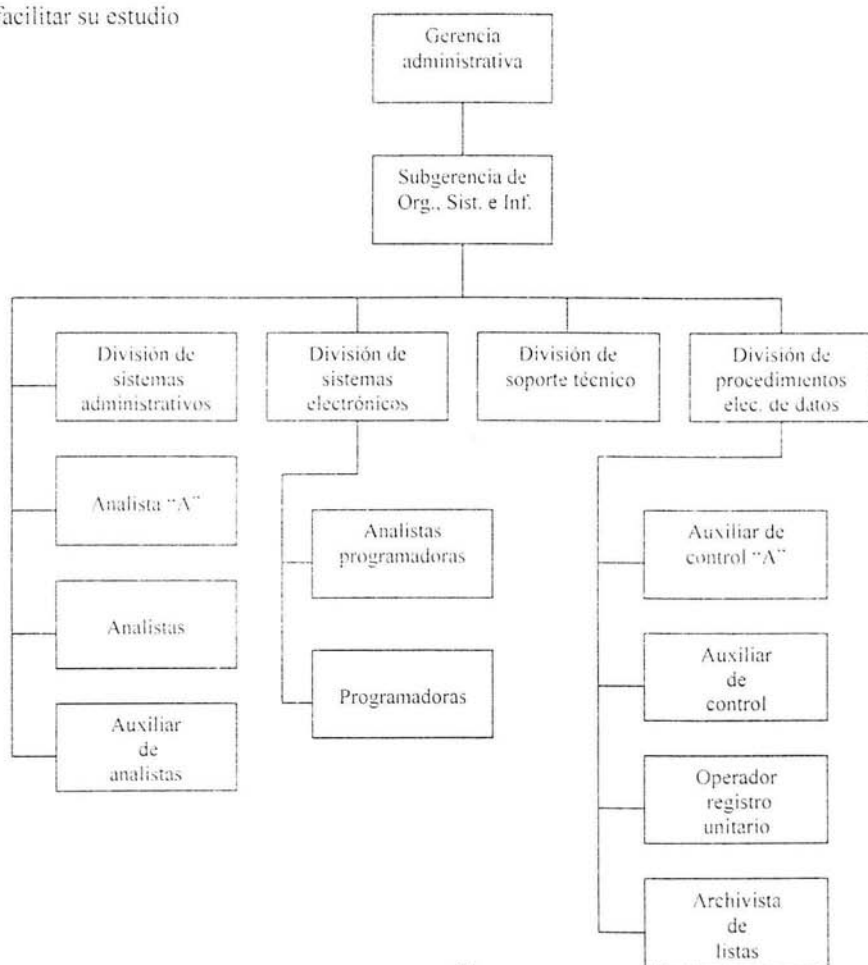 facilitar su estudio
Gerencia
administrativa
Subgerencia de
Org., Sist. e Inf.
División de
sistemas
administrativos
División de
sistemas
electrónicos
División de
soporte técnico
División de
procedimientos
elec. de datos
Analista "A"
Analistas
programadoras
Auxiliar de
control "A"
Analistas
Programadoras
Auxiliar
de
control
Auxiliar
de
analistas
Operador
registro
unitario
Archivista
de
listas